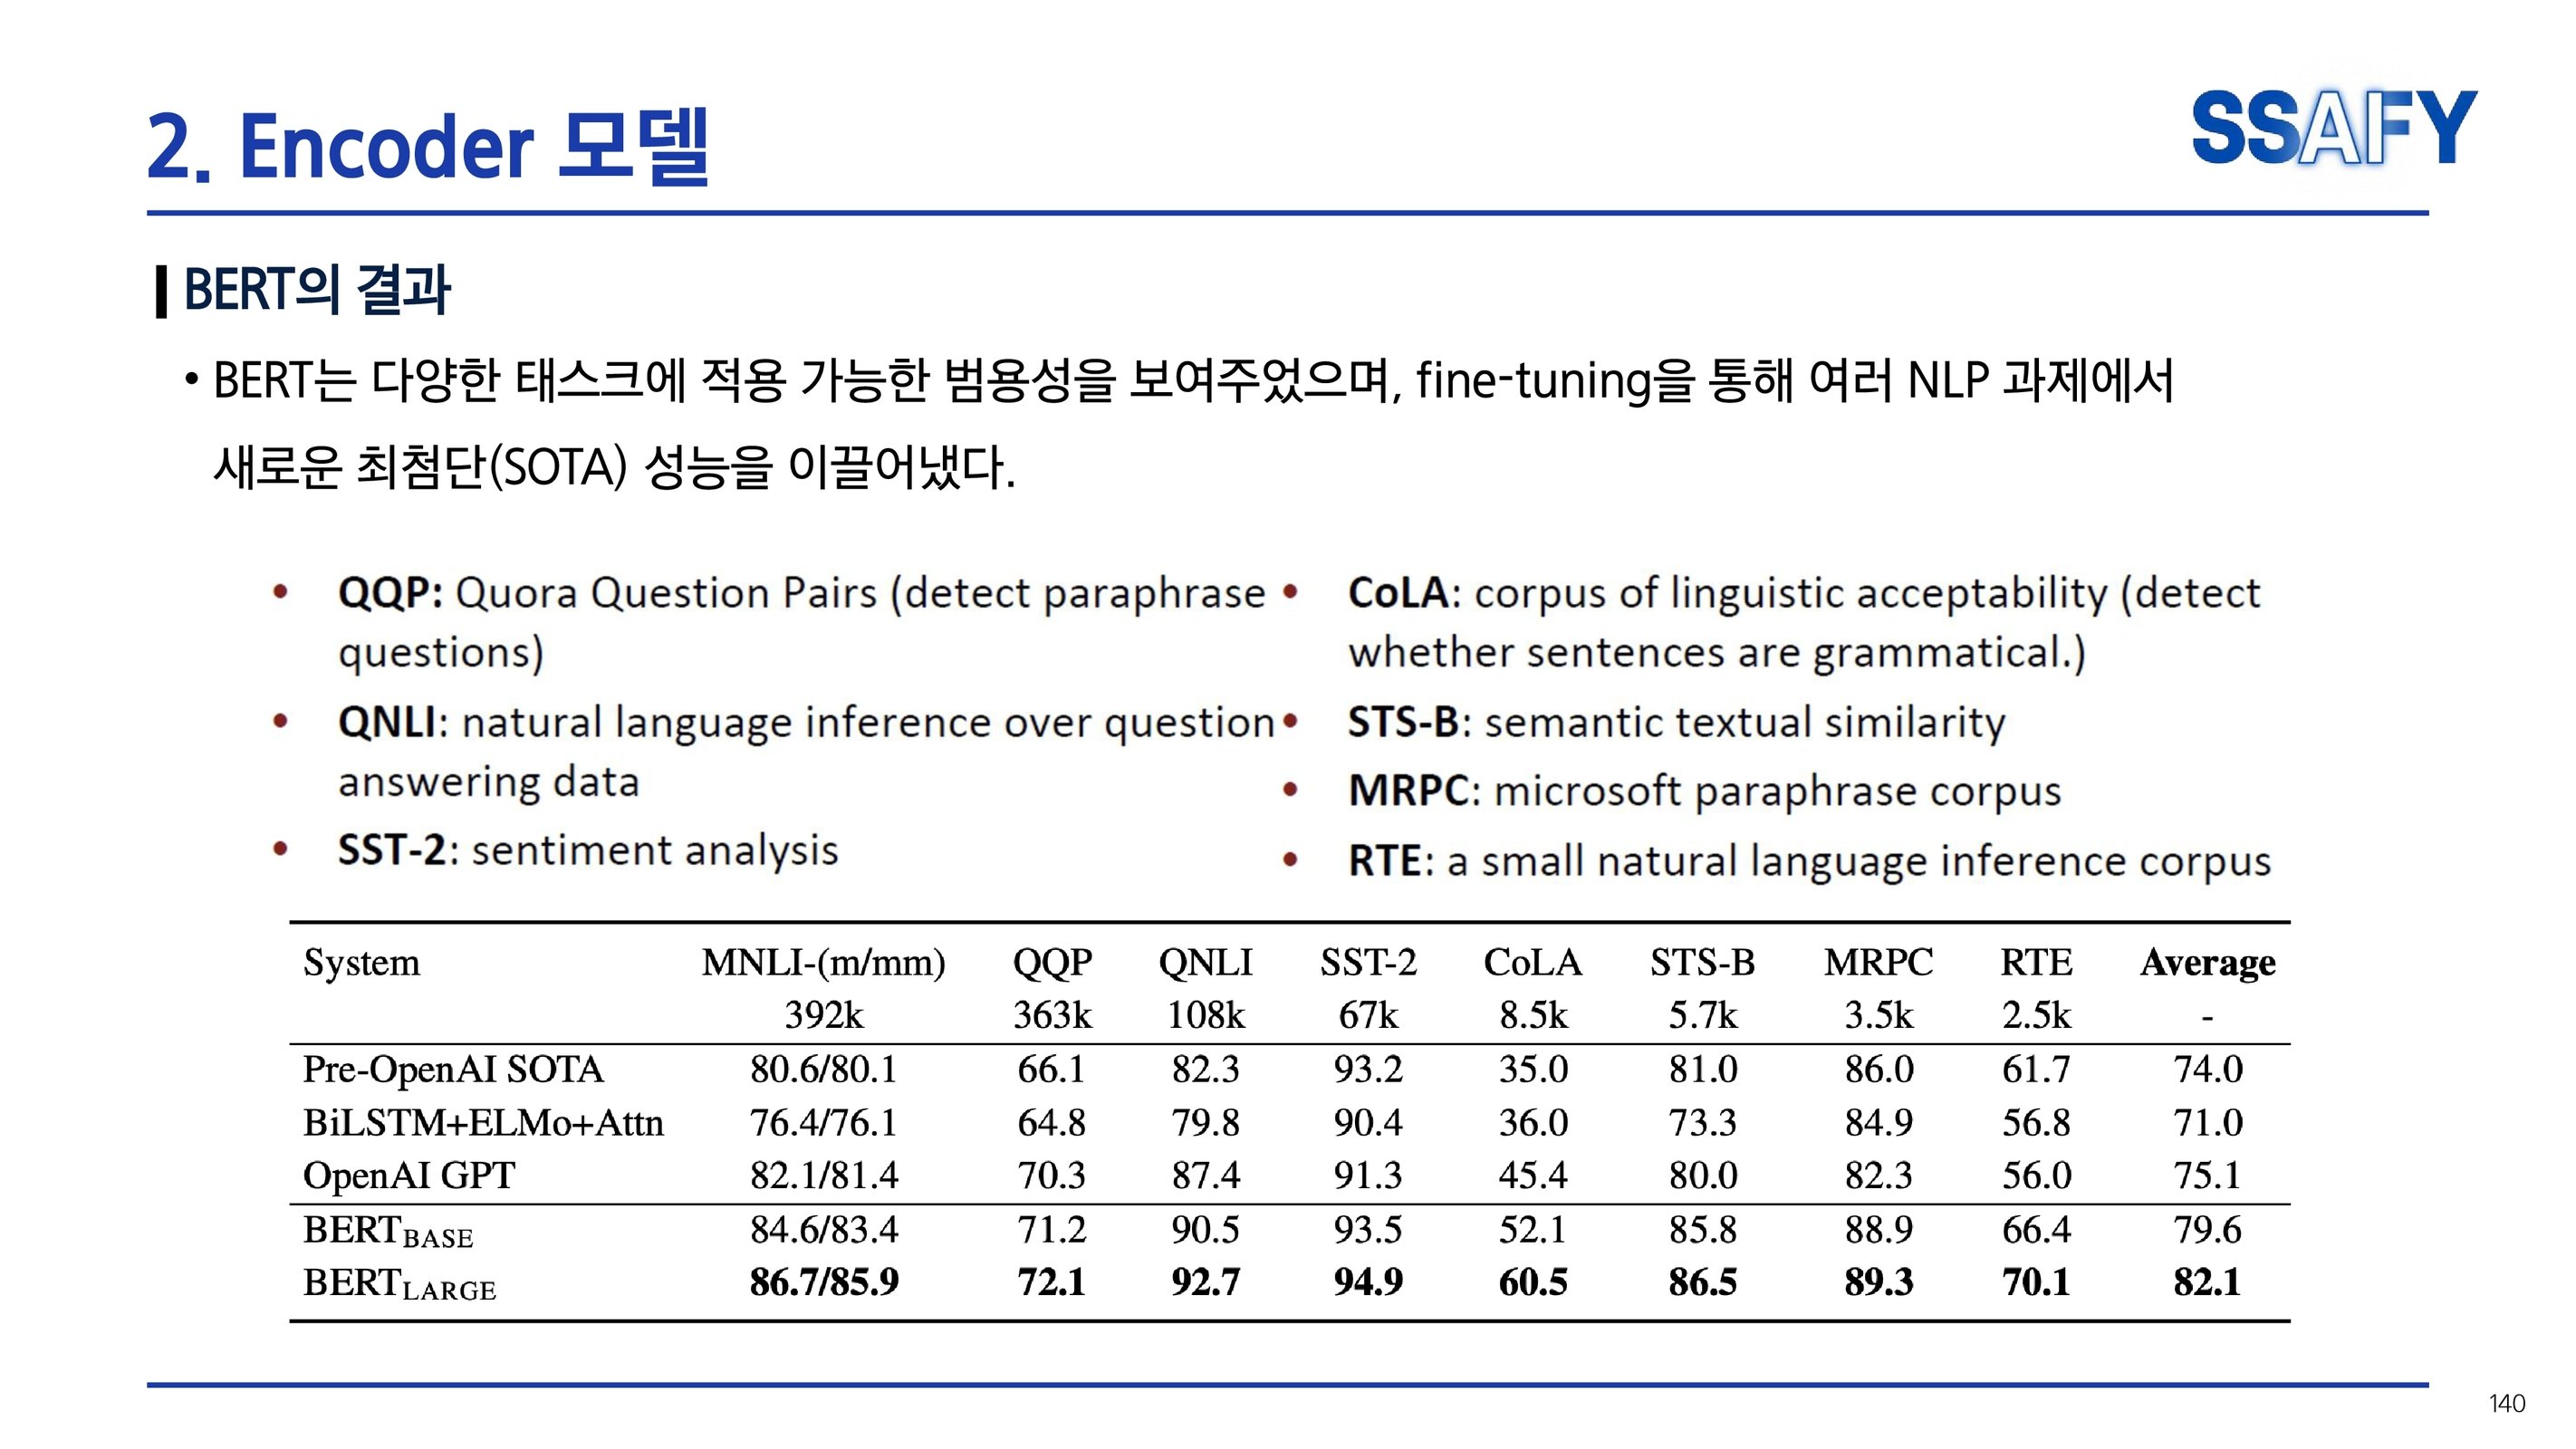 2. Encoder 모델
SSAFY
BERT의 결과
• BERT는 다양한 태스크에 적용 가능한 범용성을 보여주었으며, fine-tuning을 통해 여러 NLP 과제에서
새로운 최첨단(SOTA) 성능을 이끌어냈다.
• QQP: Quora Question Pairs (detect paraphrase
questions)
• QNLI: natural language inference over question
answering data
• SST-2: sentiment analysis
• CoLA: corpus of linguistic acceptability (detect
whether sentences are grammatical.)
• STS-B: semantic textual similarity
• MRPC: microsoft paraphrase corpus
• RTE: a small natural language inference corpus
System MNLI-(m/mm) QQP QNLI SST-2 CoLA STS-B MRPC RTE Average
392k 363k 108k 67k 8.5k 5.7k 3.5k 2.5k -
Pre-OpenAI SOTA 80.6/80.1 66.1 82.3 93.2 35.0 81.0 86.0 61.7 74.0
BiLSTM+ELMo+Attn 76.4/76.1 64.8 79.8 90.4 36.0 73.3 84.9 56.8 71.0
OpenAI GPT 82.1/81.4 70.3 87.4 91.3 45.4 80.0 82.3 56.0 75.1
BERTBASE 84.6/83.4 71.2 90.5 93.5 52.1 85.8 88.9 66.4 79.6
BERTLARGE 86.7/85.9 72.1 92.7 94.9 60.5 86.5 89.3 70.1 82.1
140